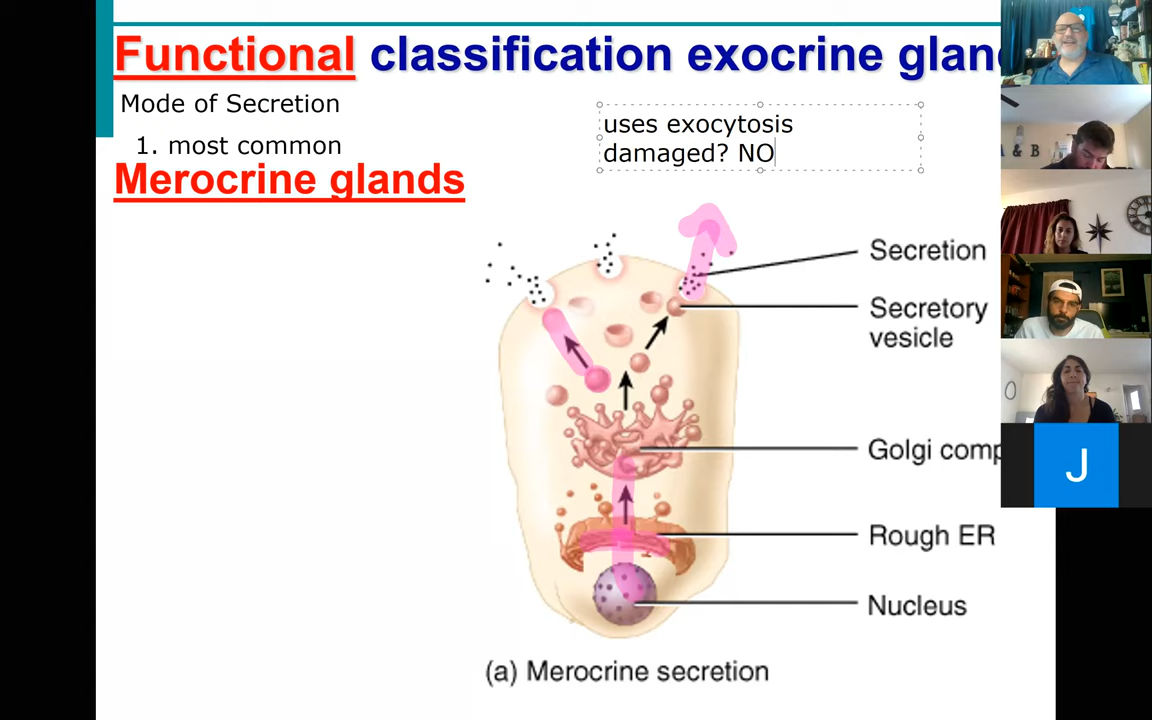 Functional classification exocrine gland
Mode of Secretion
1. most common
Merocrine glands
uses exocytosis
damaged? NO
Secretion
Secretory
vesicle
Golgi comp
Rough ER
Nucleus
(a) Merocrine secretion
A & B
J